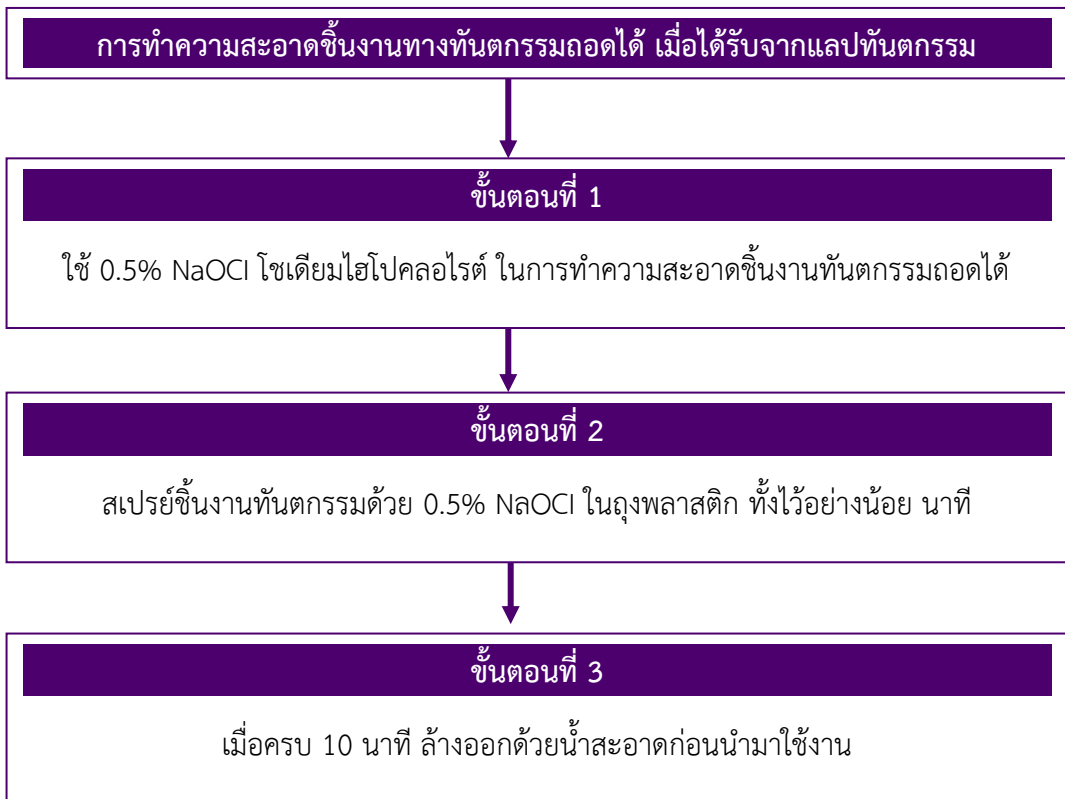 การทำความสะอาดชิ้นงานทางทันตกรรมถอดได้ เมื่อได้รับจากแลปทันตกรรม
ขั้นตอนที่ 1
ใช้ 0.5% NaOCl โซเดียมไฮโปคลอไรต์ ในการทำความสะอาดชิ้นงานทันตกรรมถอดได้
ขั้นตอนที่ 2
สเปรย์ชิ้นงานทันตกรรมด้วย 0.5% NaOCl ในถุงพลาสติก ทั้งไว้อย่างน้อย นาที
ขั้นตอนที่ 3
เมื่อครบ 10 นาที ล้างออกด้วยน้ำสะอาดก่อนนำมาใช้งาน